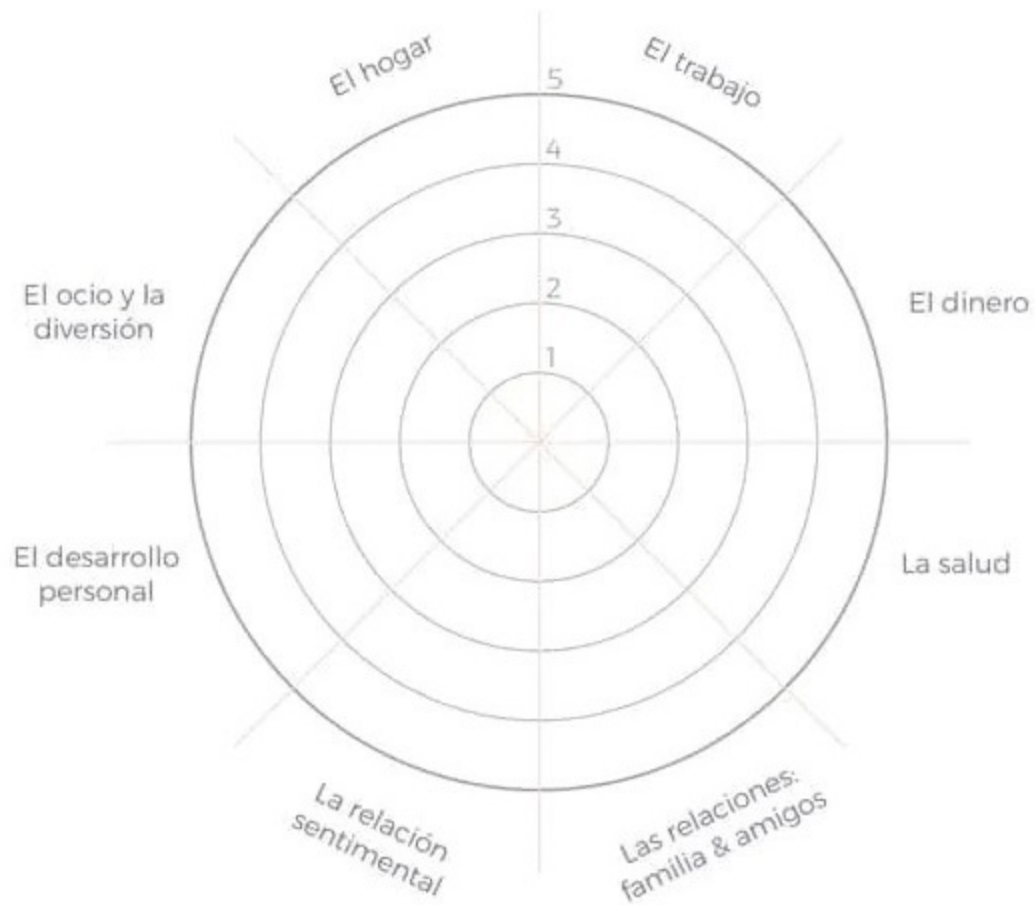 El hogar
El trabajo
5
4
3
2
1
El ocio y la
diversión
El dinero
El desarrollo
personal
La salud
La relación
sentimental
Las relaciones:
familia & amigos